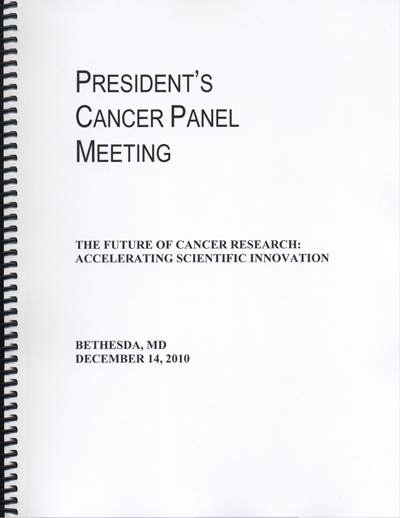 PRESIDENT'S
CANCER PANEL
MEETING
THE FUTURE OF CANCER RESEARCH:
ACCELERATING SCIENTIFIC INNOVATION
BETHESDA, MD
DECEMBER 14, 2010